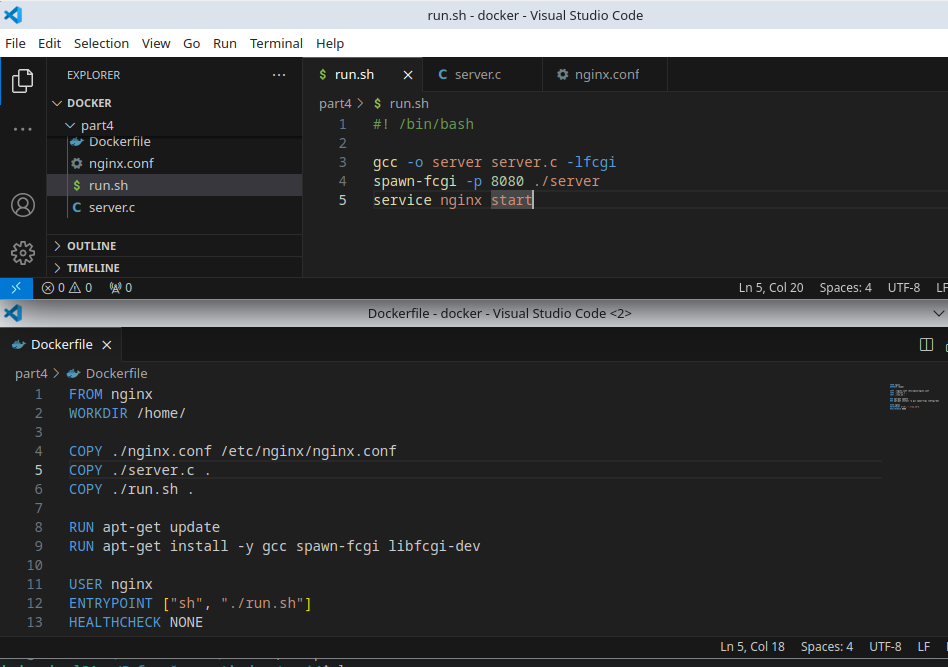 run.sh - docker - Visual Studio Code
File Edit Selection View Go Run Terminal Help
EXPLORER ···
DOCKER
part4
Dockerfile
nginx.conf
$ run.sh
C server.c
OUTLINE
TIMELINE
$ run.sh × C server.c nginx.conf
part4 > $ run.sh
1 #! /bin/bash
2
3 gcc -o server server.c -lfcgi
4 spawn-fcgi -p 8080 ./server
5 service nginx start
0 0 0 Ln 5, Col 20 Spaces: 4 UTF-8 LF
Dockerfile - docker - Visual Studio Code <2>
Dockerfile ×
part4 > Dockerfile
1 FROM nginx
2 WORKDIR /home/
3
4 COPY ./nginx.conf /etc/nginx/nginx.conf
5 COPY ./server.c .
6 COPY ./run.sh .
7
8 RUN apt-get update
9 RUN apt-get install -y gcc spawn-fcgi libfcgi-dev
10
11 USER nginx
12 ENTRYPOINT ["sh", "./run.sh"]
13 HEALTHCHECK NONE
Ln 5, Col 18 Spaces: 4 UTF-8 LF